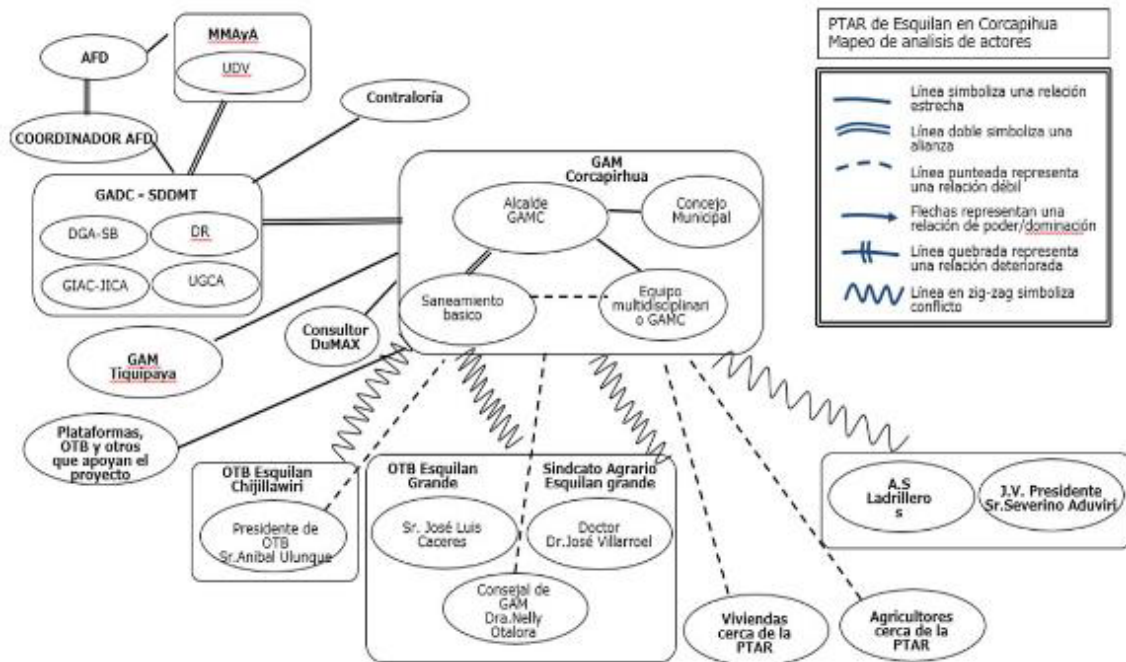 PTAR de Esquilan en Corcapihua
Mapeo de analisis de actores
Línea simboliza una relación
estrecha
Línea doble simboliza una
alianza
Línea punteada representa
una relación débil
Flechas representan una
relación de poder/dominación
Línea quebrada representa
una relación deteriorada
Línea en zig-zag simboliza
conflicto
AFD
MMAyA
UDV
Contraloría
COORDINADOR AFD
GADC - SDDMT
DGA-SB
DR
GIAC-JICA
UGCA
GAM
Corcapirhua
Alcalde
GAMC
Concejo
Municipal
Saneamiento
basico
Equipo
multidisciplinari
o GAMC
Consultor
DuMAX
GAM
Tiquipaya
Plataformas,
OTB y otros
que apoyan el
proyecto
OTB Esquilan
Chijillawiri
Presidente de
OTB
Sr.Anibal Ulunque
OTB Esquilan
Grande
Sr. José Luis
Caceres
Sindcato Agrario
Esquilan grande
Doctor
Dr.José Villarroel
Consejal de
GAM
Dra.Nelly
Otalora
A.S
Ladrillero
s
J.V. Presidente
Sr.Severino Aduviri
Viviendas
cerca de la
PTAR
Agricultores
cerca de la
PTAR